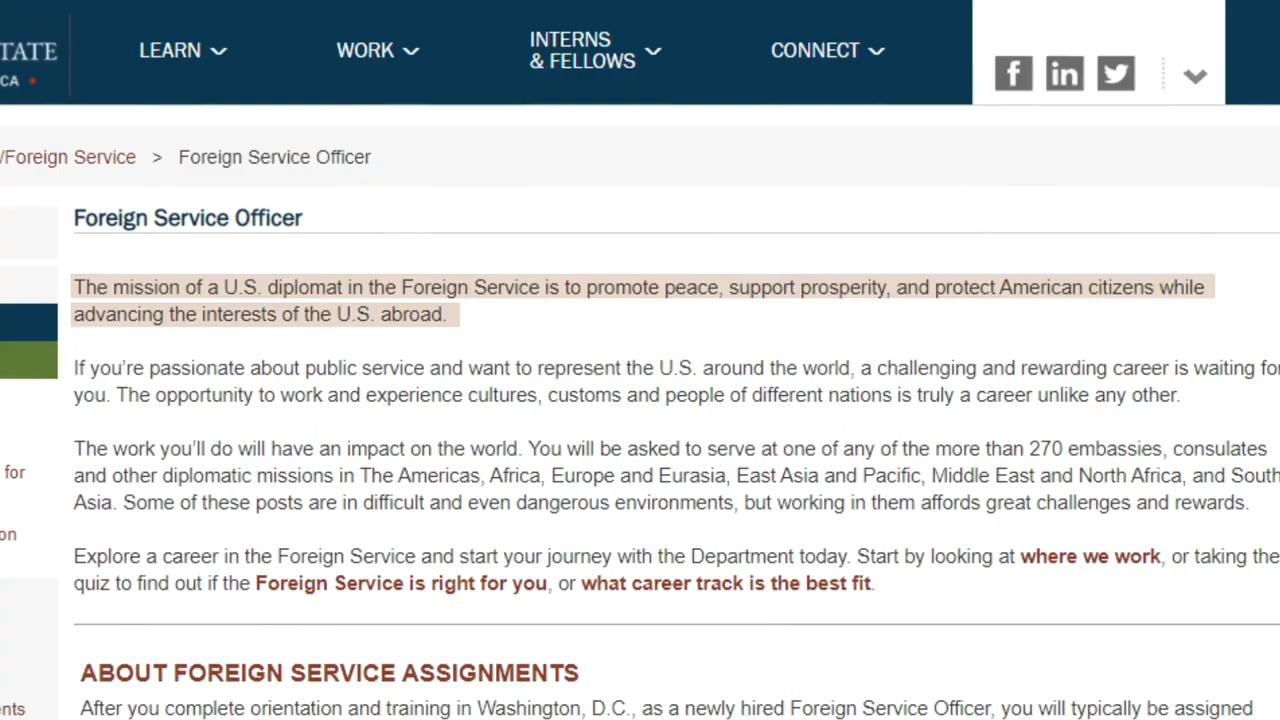 TATE
CA
LEARN
WORK
INTERNS
& FELLOWS
CONNECT
/Foreign Service > Foreign Service Officer
Foreign Service Officer
The mission of a U.S. diplomat in the Foreign Service is to promote peace, support prosperity, and protect American citizens while
advancing the interests of the U.S. abroad.
If you’re passionate about public service and want to represent the U.S. around the world, a challenging and rewarding career is waiting for
you. The opportunity to work and experience cultures, customs and people of different nations is truly a career unlike any other.
The work you’ll do will have an impact on the world. You will be asked to serve at one of any of the more than 270 embassies, consulates
and other diplomatic missions in The Americas, Africa, Europe and Eurasia, East Asia and Pacific, Middle East and North Africa, and South
Asia. Some of these posts are in difficult and even dangerous environments, but working in them affords great challenges and rewards.
for
on
Explore a career in the Foreign Service and start your journey with the Department today. Start by looking at where we work, or taking the
quiz to find out if the Foreign Service is right for you, or what career track is the best fit.
ABOUT FOREIGN SERVICE ASSIGNMENTS
After you complete orientation and training in Washington, D.C., as a newly hired Foreign Service Officer, you will typically be assigned
nts